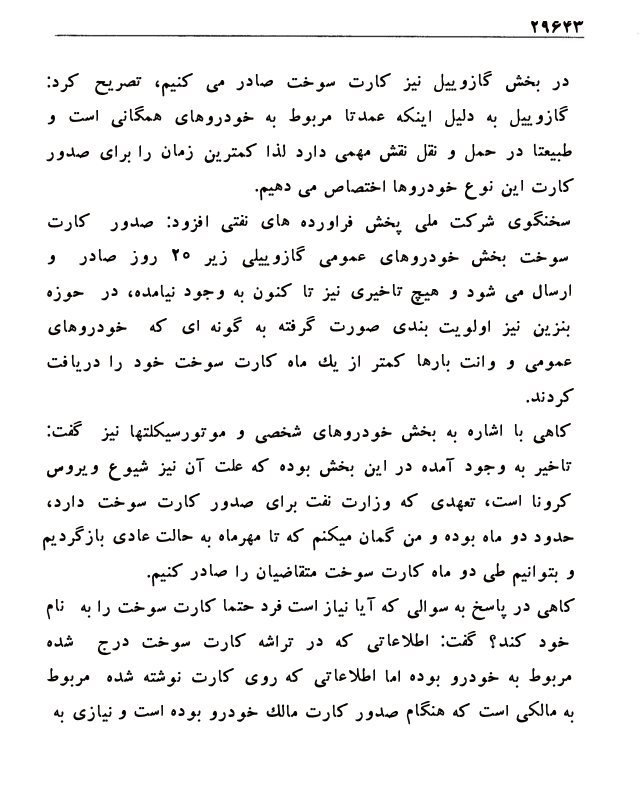 ۲۹۶۴۳
در بخش گازوییل نیز کارت سوخت صادر می کنیم، تصریح کرد:
گازوییل به دلیل اینکه عمدتا مربوط به خودروهای همگانی است و
طبیعتا در حمل و نقل نقش مهمی دارد لذا کمترین زمان را برای صدور
کارت این نوع خودروها اختصاص می دهیم.
سخنگوی شرکت ملی پخش فراورده های نفتی افزود: صدور کارت
سوخت بخش خودروهای عمومی گازوییلی زیر ۲۰ روز صادر و
ارسال می شود و هیچ تاخیری نیز تا کنون به وجود نیامده، در حوزه
بنزین نیز اولویت بندی صورت گرفته به گونه ای که خودروهای
عمومی و وانت بارها کمتر از یك ماه کارت سوخت خود را دریافت
کردند.
کاهی با اشاره به بخش خودروهای شخصی و موتورسیکلتها نیز گفت:
تاخیر به وجود آمده در این بخش بوده که علت آن نیز شیوع ویروس
کرونا است، تعهدی که وزارت نفت برای صدور کارت سوخت دارد،
حدود دو ماه بوده و من گمان میکنم که تا مهرماه به حالت عادی بازگردیم
و بتوانیم طی دو ماه کارت سوخت متقاضیان را صادر کنیم.
کاهی در پاسخ به سوالی که آیا نیاز است فرد حتما کارت سوخت را به نام
خود کند؟ گفت: اطلاعاتی که در تراشه کارت سوخت درج شده
مربوط به خودرو بوده اما اطلاعاتی که روی کارت نوشته شده مربوط
به مالکی است که هنگام صدور کارت مالك خودرو بوده است و نیازی به